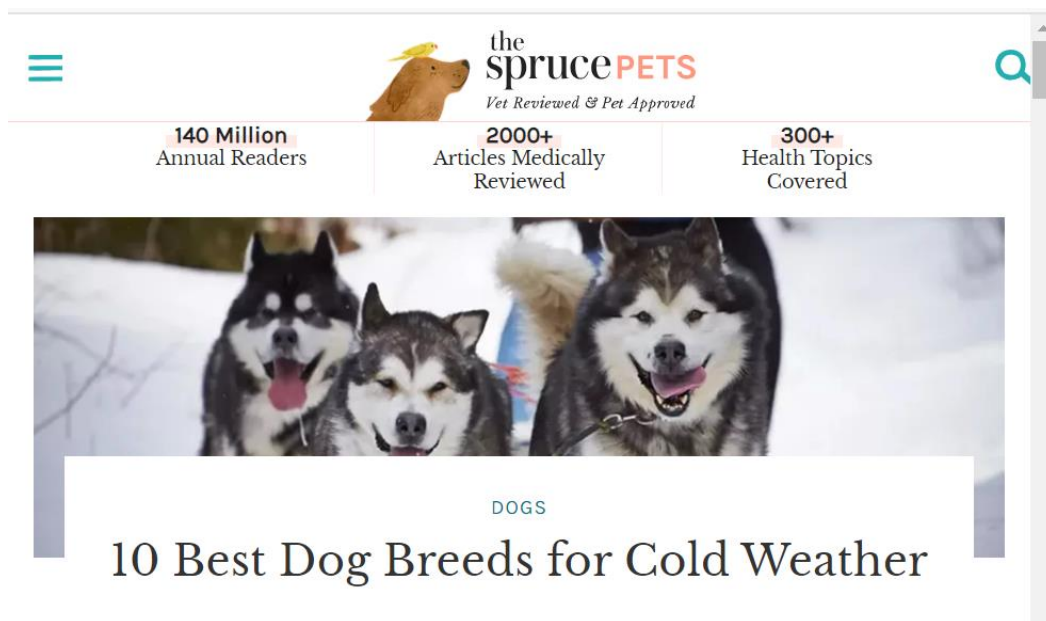 the
spruce PETS
Vet Reviewed & Pet Approved
140 Million
Annual Readers
2000+
Articles Medically
Reviewed
300+
Health Topics
Covered
DOGS
10 Best Dog Breeds for Cold Weather